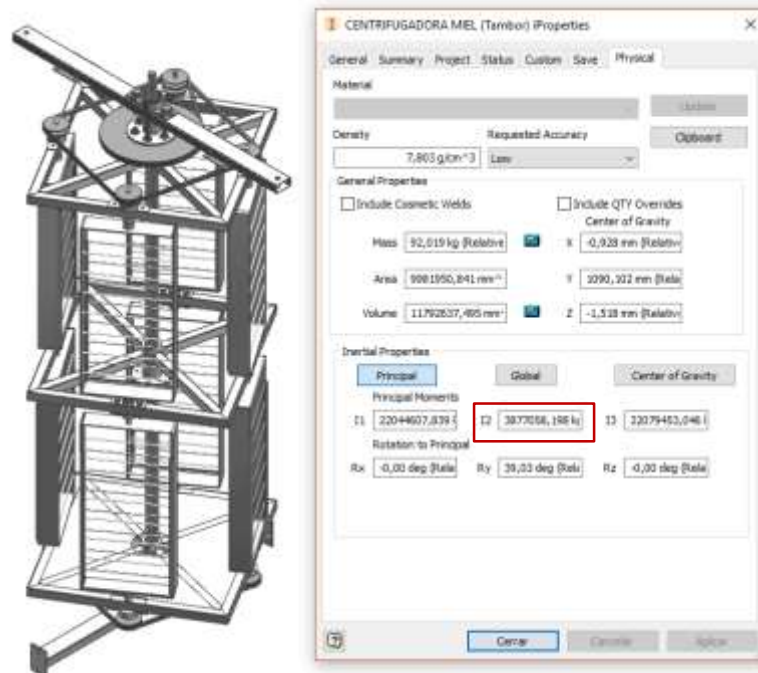 CENTRIFUGADORA MIEL (Tambor) iProperties
General Summary Project Status Custom Save Physical
Material
Update
Density Requested Accuracy Clipboard
7,803 g/cm^3 Low
General Properties
Include Cosmetic Welds Include QTY Overrides
Center of Gravity
Mass 92,019 kg (Relative X -0,928 mm (Relative
Area 9981950,841 mm^ Y 1090,102 mm (Rela
Volume 11792637,495 mm Z -1,518 mm (Relativ
Inertial Properties
Principal Global Center of Gravity
Principal Moments
I1 22044607,839 I2 3877058,198 kg I3 22079453,046
Rotation to Principal
Rx -0,00 deg (Rela Ry 39,03 deg (Rela Rz -0,00 deg (Rela
Cerrar Cancelar Aplicar